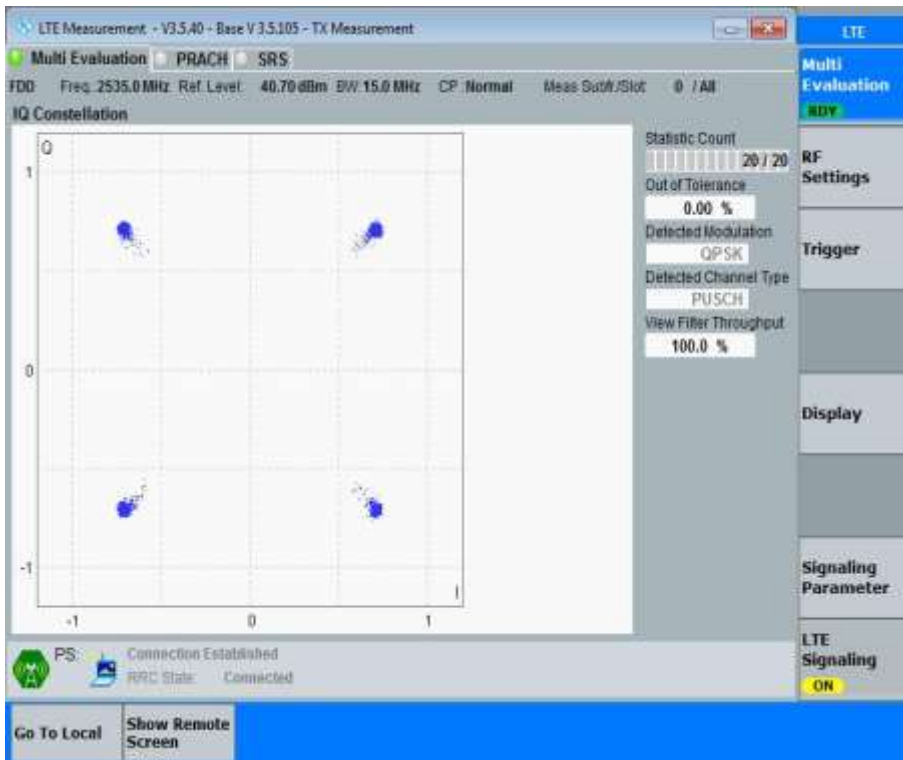 LTE Measurement - V3.5.40 - Base V 3.5.105 - TX Measurement
LTE
Multi Evaluation PRACH SRS
Multi Evaluation
RDY
FDD Freq.:2535.0 MHz Ref. Level: 40.70 dBm BW: 15.0 MHz CP: Normal Meas Subfr./Slot: 0 / All
IQ Constellation
Q
1
0
-1
-1 0 1
I
Statistic Count
20 / 20
Out of Tolerance
0.00 %
Detected Modulation
QPSK
Detected Channel Type
PUSCH
View Filter Throughput
100.0 %
RF Settings
Trigger
Display
Signaling Parameter
LTE Signaling
ON
PS: Connection Established
RRC State: Connected
Go To Local
Show Remote Screen